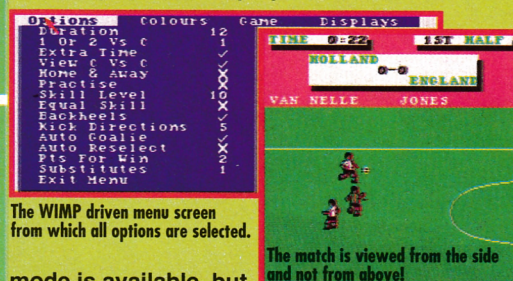 Options Colours Game Displays
Duration 12
1 Or 2 Vs C 1
Extra Time ✓
View C Vs C ✓
Home & Away X
Practise X
Skill Level 10
Equal Skill X
Backheels ✓
Kick Directions 5
Auto Goalie ✓
Auto Reselect X
Pts For Win 2
Substitutes 1
Exit Menu
The WIMP driven menu screen
from which all options are selected.
mode is available, but
TIME 0:22 1ST HALF
HOLLAND
0-0
ENGLAND
VAN NELLE JONES
The match is viewed from the side
and not from above!